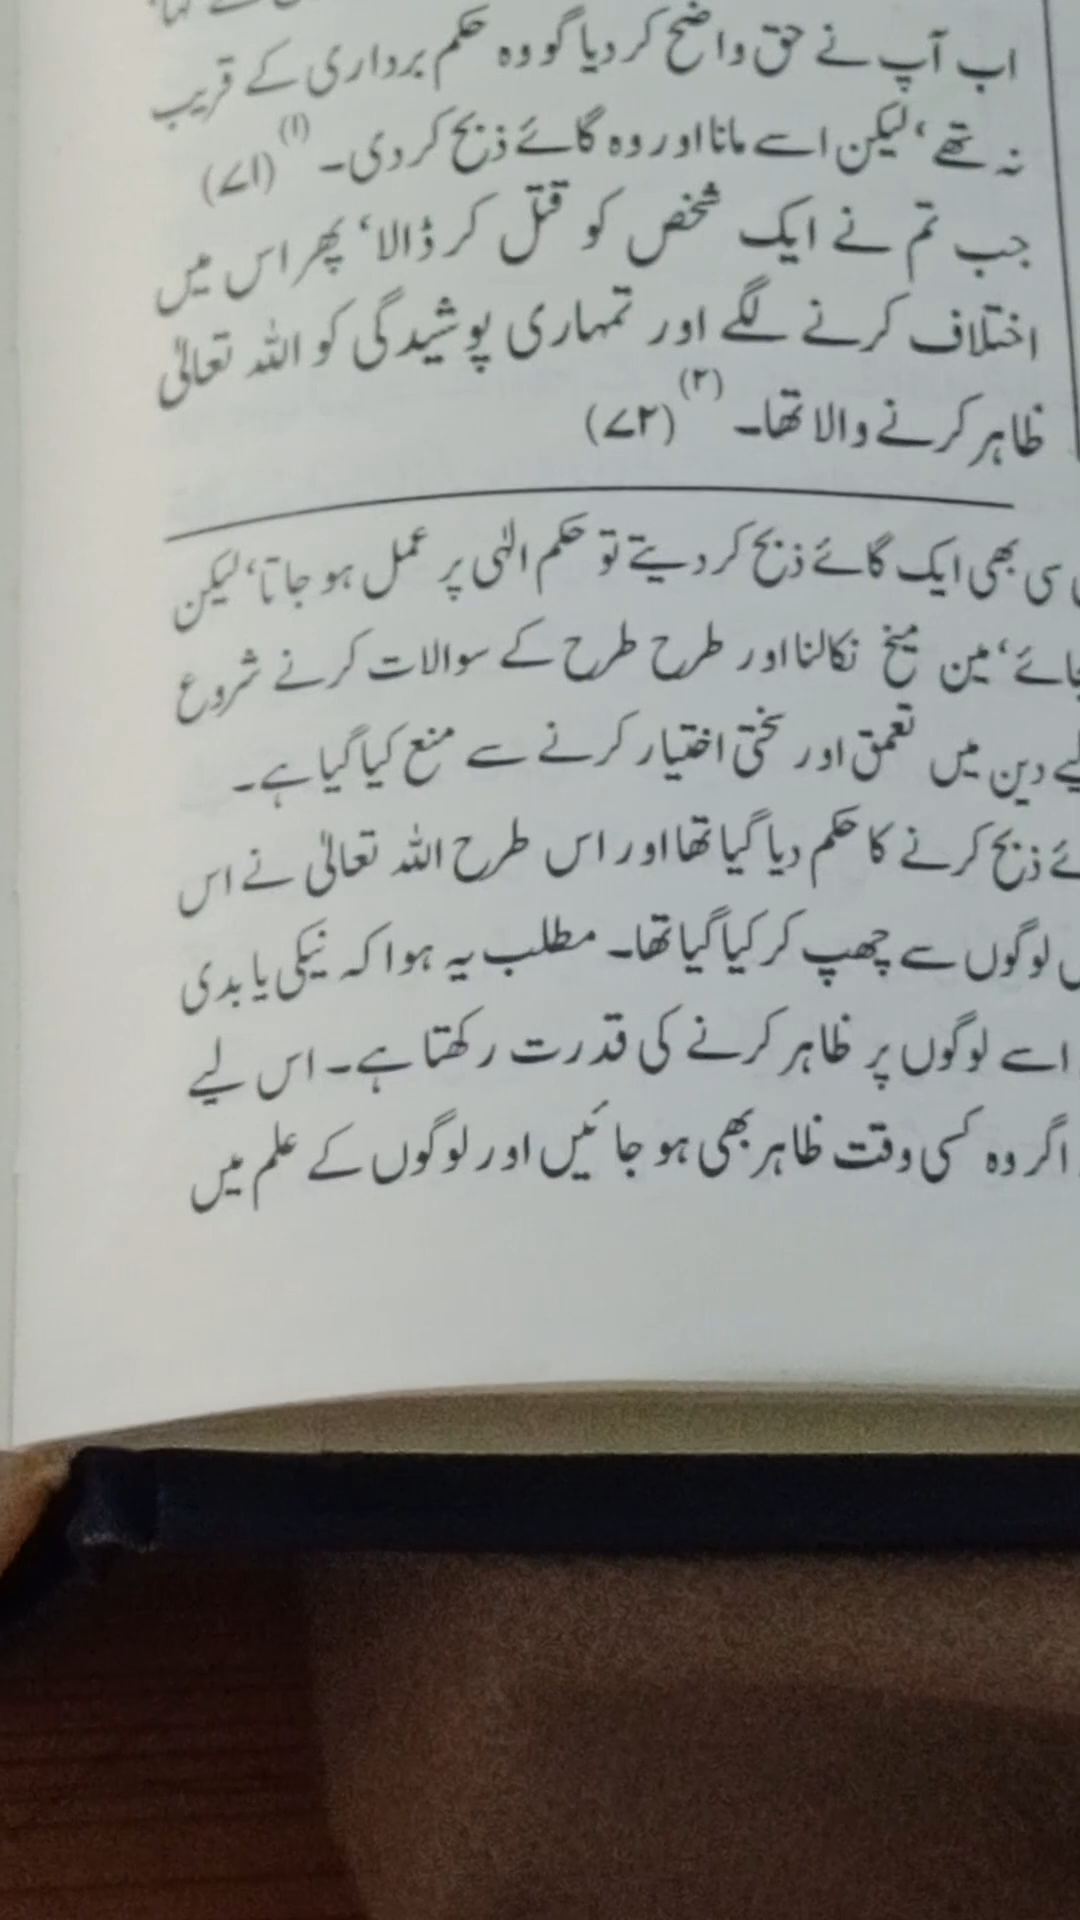 اب آپ نے حق واضح کر دیا گو وہ حکم برداری کے قریب
نہ تھے، لیکن اسے مانا اور وہ گائے ذبح کر دی۔ (۱) (۷۱)
جب تم نے ایک شخص کو قتل کر ڈالا، پھر اس میں
اختلاف کرنے لگے اور تمہاری پوشیدگی کو اللہ تعالیٰ
ظاہر کرنے والا تھا۔ (۲) (۷۲)
سی بھی ایک گائے ذبح کر دیتے تو حکم الٰہی پر عمل ہو جاتا، لیکن
جائے، مین میخ نکالنا اور طرح طرح کے سوالات کرنے شروع
دین میں تعمق اور سختی اختیار کرنے سے منع کیا گیا ہے۔
ذبح کرنے کا حکم دیا گیا تھا اور اس طرح اللہ تعالیٰ نے اس
لوگوں سے چھپ کر کیا گیا تھا۔ مطلب یہ ہوا کہ نیکی یا بدی
اسے لوگوں پر ظاہر کرنے کی قدرت رکھتا ہے۔ اس لیے
اگر وہ کسی وقت ظاہر بھی ہو جائیں اور لوگوں کے علم میں